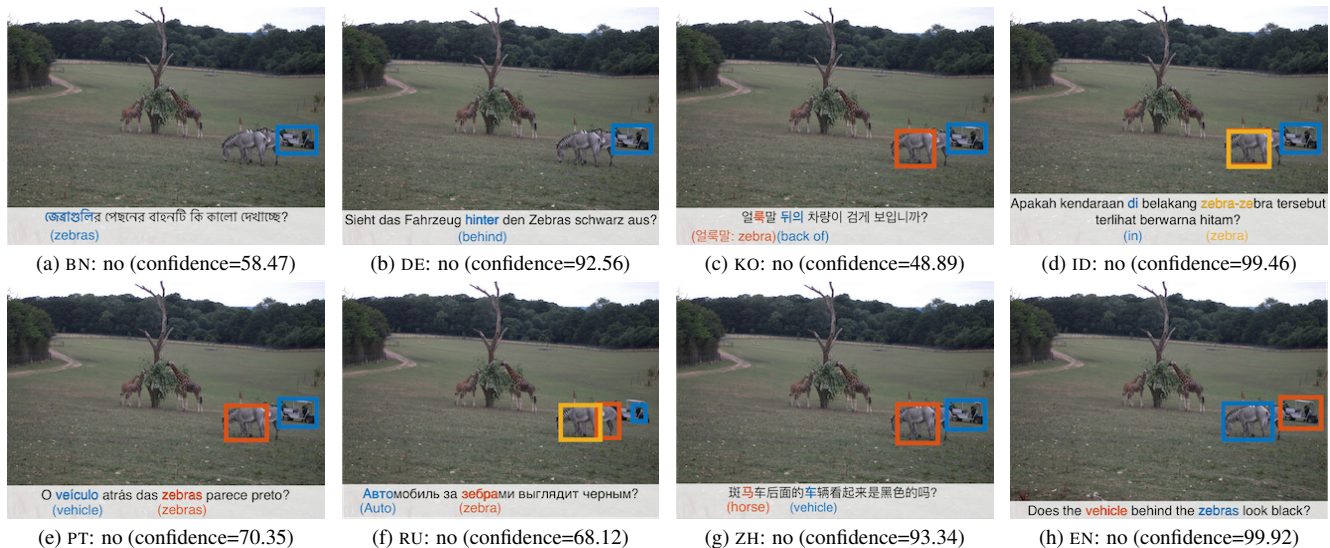 জেব্রাগুলির পেছনের বাহনটি কি কালো দেখাচ্ছে?
(zebras)
(a) BN: no (confidence=58.47)
Sieht das Fahrzeug hinter den Zebras schwarz aus?
(behind)
(b) DE: no (confidence=92.56)
얼룩말 뒤의 차량이 검게 보입니까?
(얼룩말: zebra)(back of)
(c) KO: no (confidence=48.89)
Apakah kendaraan di belakang zebra-zebra tersebut
terlihat berwarna hitam?
(in) (zebra)
(d) ID: no (confidence=99.46)
O veículo atrás das zebras parece preto?
(vehicle) (zebras)
(e) PT: no (confidence=70.35)
Автомобиль за зебрами выглядит черным?
(Auto) (zebra)
(f) RU: no (confidence=68.12)
斑马车后面的车辆看起来是黑色的吗?
(horse) (vehicle)
(g) ZH: no (confidence=93.34)
Does the vehicle behind the zebras look black?
(h) EN: no (confidence=99.92)